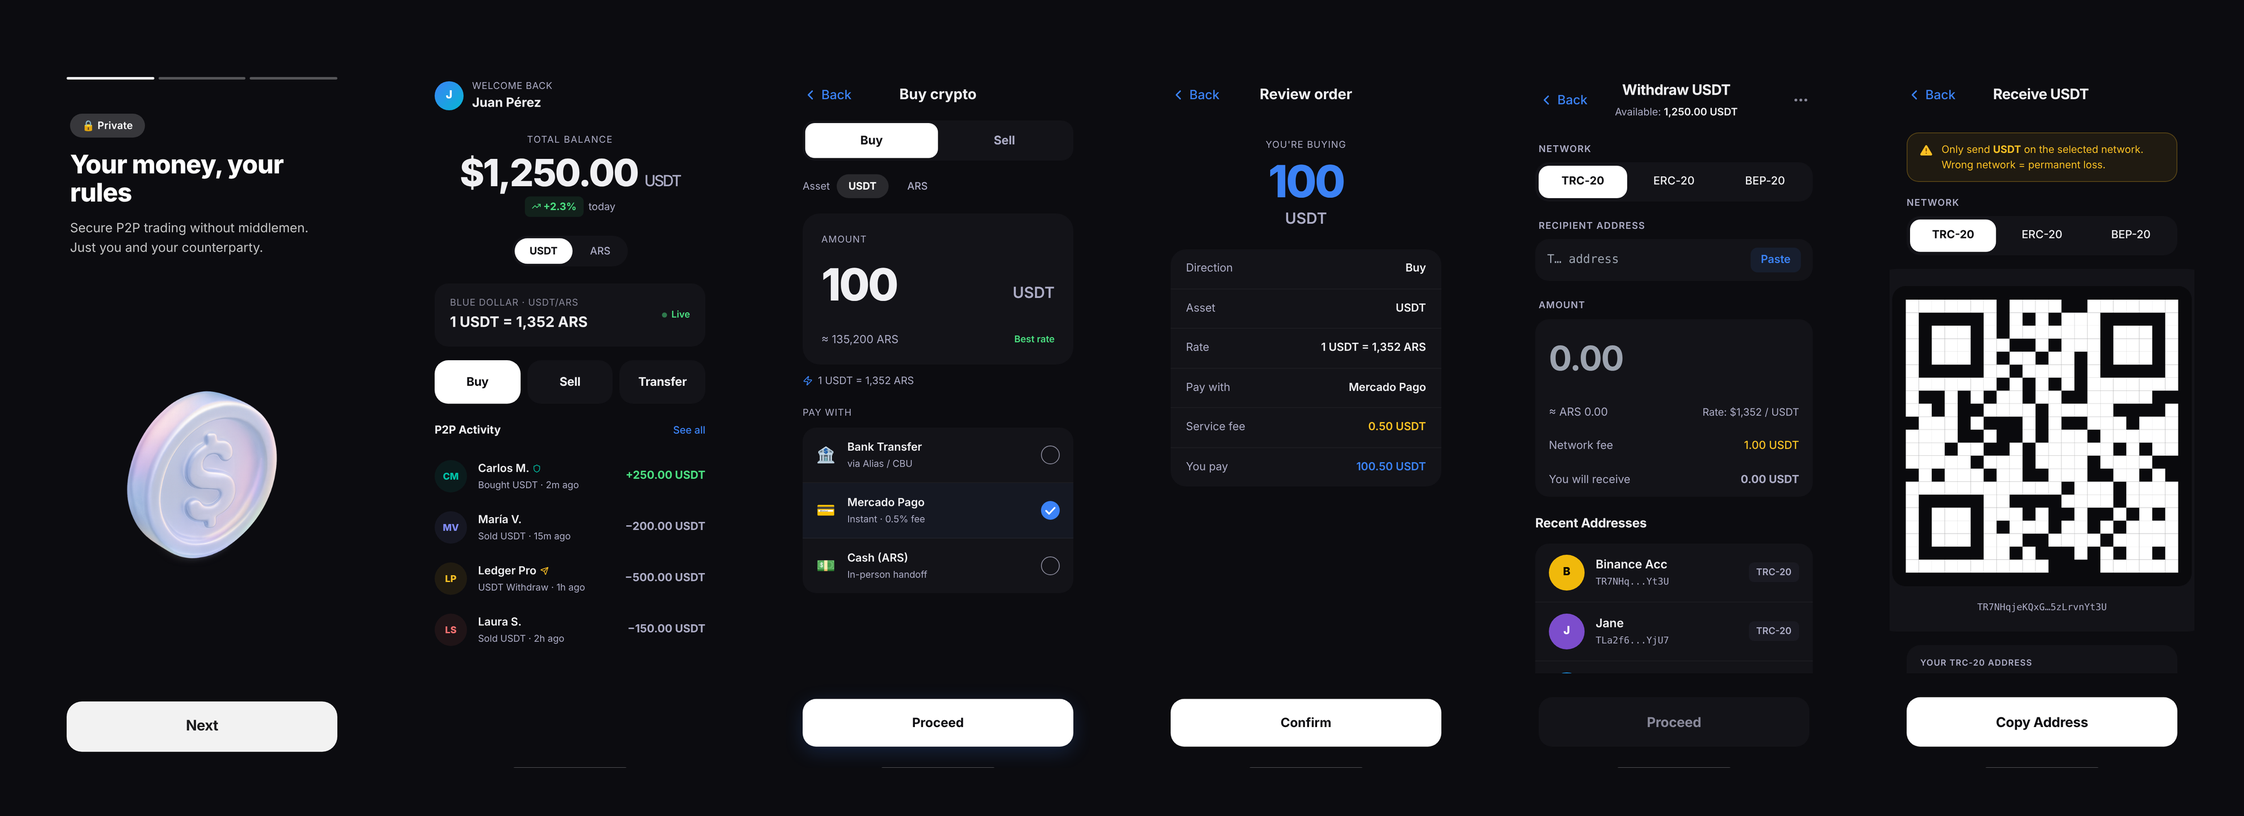 🔒 Private
Your money, your
rules
Secure P2P trading without middlemen.
Just you and your counterparty.
Next
J
WELCOME BACK
Juan Pérez
TOTAL BALANCE
$1,250.00 USDT
+2.3% today
USDT ARS
BLUE DOLLAR · USDT/ARS
1 USDT = 1,352 ARS
Live
Buy Sell Transfer
P2P Activity See all
CM
Carlos M.
Bought USDT · 2m ago
+250.00 USDT
MV
María V.
Sold USDT · 15m ago
−200.00 USDT
LP
Ledger Pro
USDT Withdraw · 1h ago
−500.00 USDT
LS
Laura S.
Sold USDT · 2h ago
−150.00 USDT
Back Buy crypto
Buy Sell
Asset USDT ARS
AMOUNT
100 USDT
≈ 135,200 ARS Best rate
1 USDT = 1,352 ARS
PAY WITH
Bank Transfer
via Alias / CBU
Mercado Pago
Instant · 0.5% fee
Cash (ARS)
In-person handoff
Proceed
Back Review order
YOU'RE BUYING
100
USDT
Direction Buy
Asset USDT
Rate 1 USDT = 1,352 ARS
Pay with Mercado Pago
Service fee 0.50 USDT
You pay 100.50 USDT
Confirm
Back Withdraw USDT ···
Available: 1,250.00 USDT
NETWORK
TRC-20 ERC-20 BEP-20
RECIPIENT ADDRESS
T… address Paste
AMOUNT
0.00
≈ ARS 0.00 Rate: $1,352 / USDT
Network fee 1.00 USDT
You will receive 0.00 USDT
Recent Addresses
B
Binance Acc
TR7NHq...Yt3U
TRC-20
J
Jane
TLa2f6...YjU7
TRC-20
Proceed
Back Receive USDT
Only send USDT on the selected network.
Wrong network = permanent loss.
NETWORK
TRC-20 ERC-20 BEP-20
TR7NHqjeKQxG…5zLrvnYt3U
YOUR TRC-20 ADDRESS
Copy Address